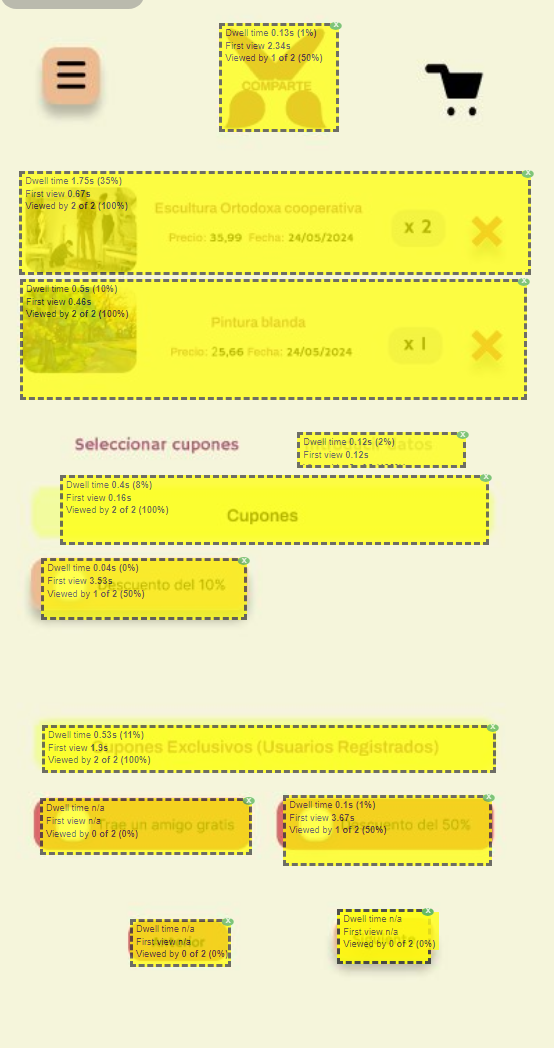 Dwell time 0.13s (1%)
First view 2.34s
Viewed by 1 of 2 (50%)
COMPARTE
Dwell time 1.75s (35%)
First view 0.67s
Viewed by 2 of 2 (100%)
Escultura Ortodoxa cooperativa
Precio: 35,99 Fecha: 24/05/2024
x 2
Dwell time 0.5s (10%)
First view 0.46s
Viewed by 2 of 2 (100%)
Pintura blanda
Precio: 25,66 Fecha: 24/05/2024
x 1
Seleccionar cupones
Dwell time 0.12s (2%)
First view 0.12s
datos
Dwell time 0.4s (8%)
First view 0.16s
Viewed by 2 of 2 (100%)
Cupones
Dwell time 0.04s (0%)
First view 3.53s
Viewed by 1 of 2 (50%)
Descuento del 10%
Dwell time 0.53s (11%)
First view 1.9s
Viewed by 2 of 2 (100%)
Cupones Exclusivos (Usuarios Registrados)
Dwell time n/a
First view n/a
Viewed by 0 of 2 (0%)
Trae un amigo gratis
Dwell time 0.1s (1%)
First view 3.67s
Viewed by 1 of 2 (50%)
Descuento del 50%
Dwell time n/a
First view n/a
Viewed by 0 of 2 (0%)
Anterior
Dwell time n/a
First view n/a
Viewed by 0 of 2 (0%)